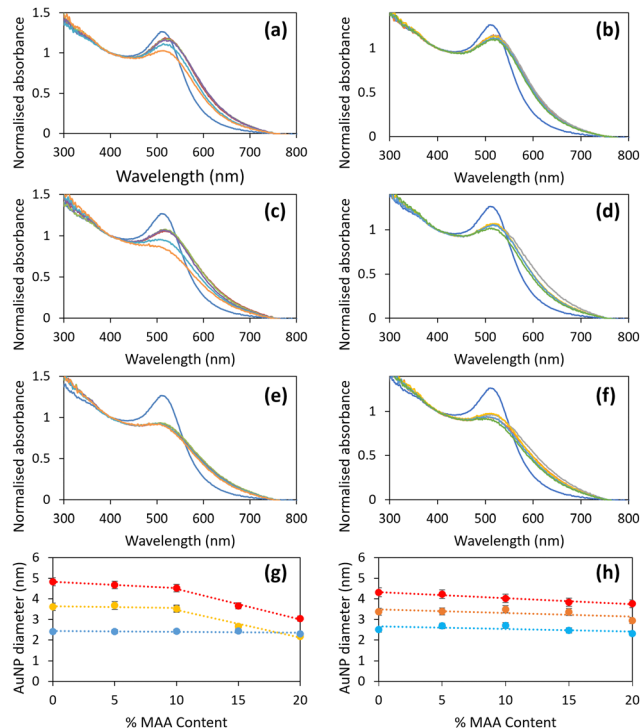 (a)
Normalised absorbance
1.5
1
0.5
0
300 400 500 600 700 800
Wavelength (nm)
(b)
Normalised absorbance
1
0
300 400 500 600 700 800
Wavelength (nm)
(c)
Normalised absorbance
1.5
1
0.5
0
300 400 500 600 700 800
Wavelength (nm)
(d)
Normalised absorbance
1
0.5
0
300 400 500 600 700 800
Wavelength (nm)
(e)
Normalised absorbance
1.5
1
0.5
0
300 400 500 600 700 800
Wavelength (nm)
(f)
Normalised absorbance
1
0
300 400 500 600 700 800
Wavelength (nm)
(g)
AuNP diameter (nm)
6
5
4
3
2
1
0
0 5 10 15 20
% MAA Content
(h)
AuNP diameter (nm)
6
5
4
3
2
1
0
0 5 10 15 20
% MAA Content